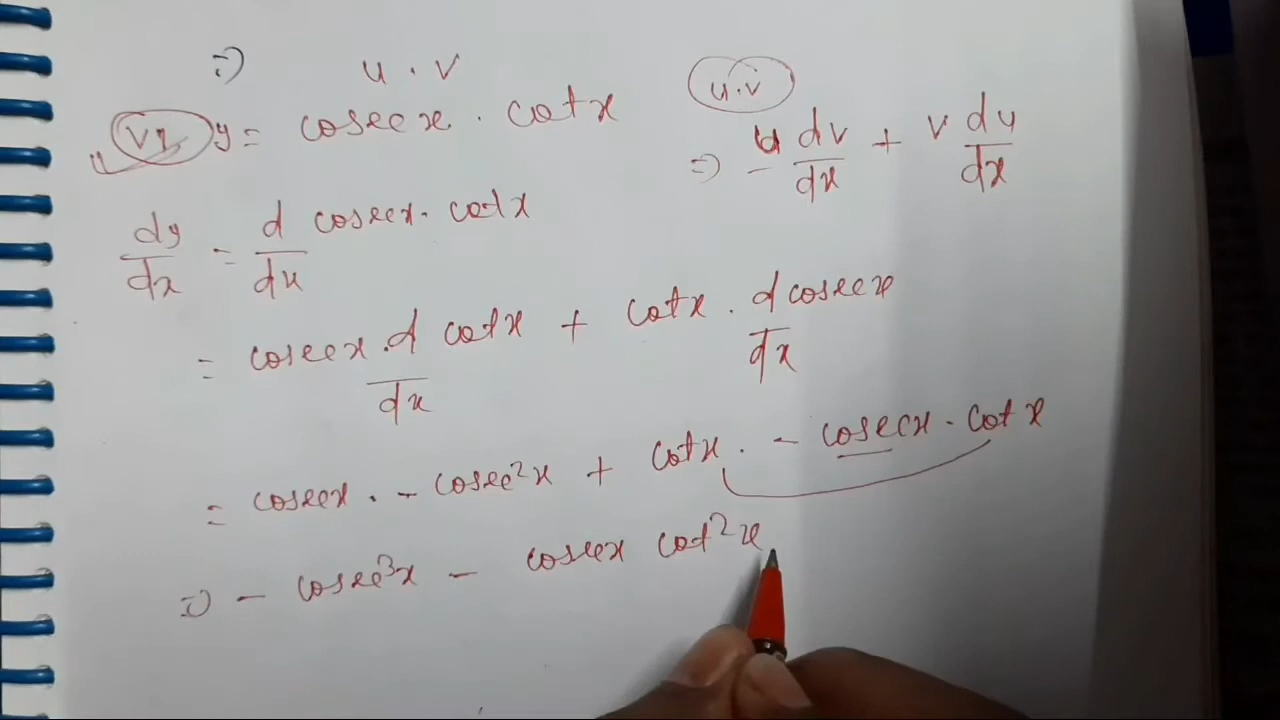 =) u . v
u.v
v) y = cosecx . cotx
=) u dv/dx + v du/dx
dy/dx = d/dx cosecx . cotx
= cosecx . d/dx cotx + cotx . d/dx cosecx
= cosecx . - cosec²x + cotx . - cosecx . cotx
=) - cosec³x - cosecx cot²x